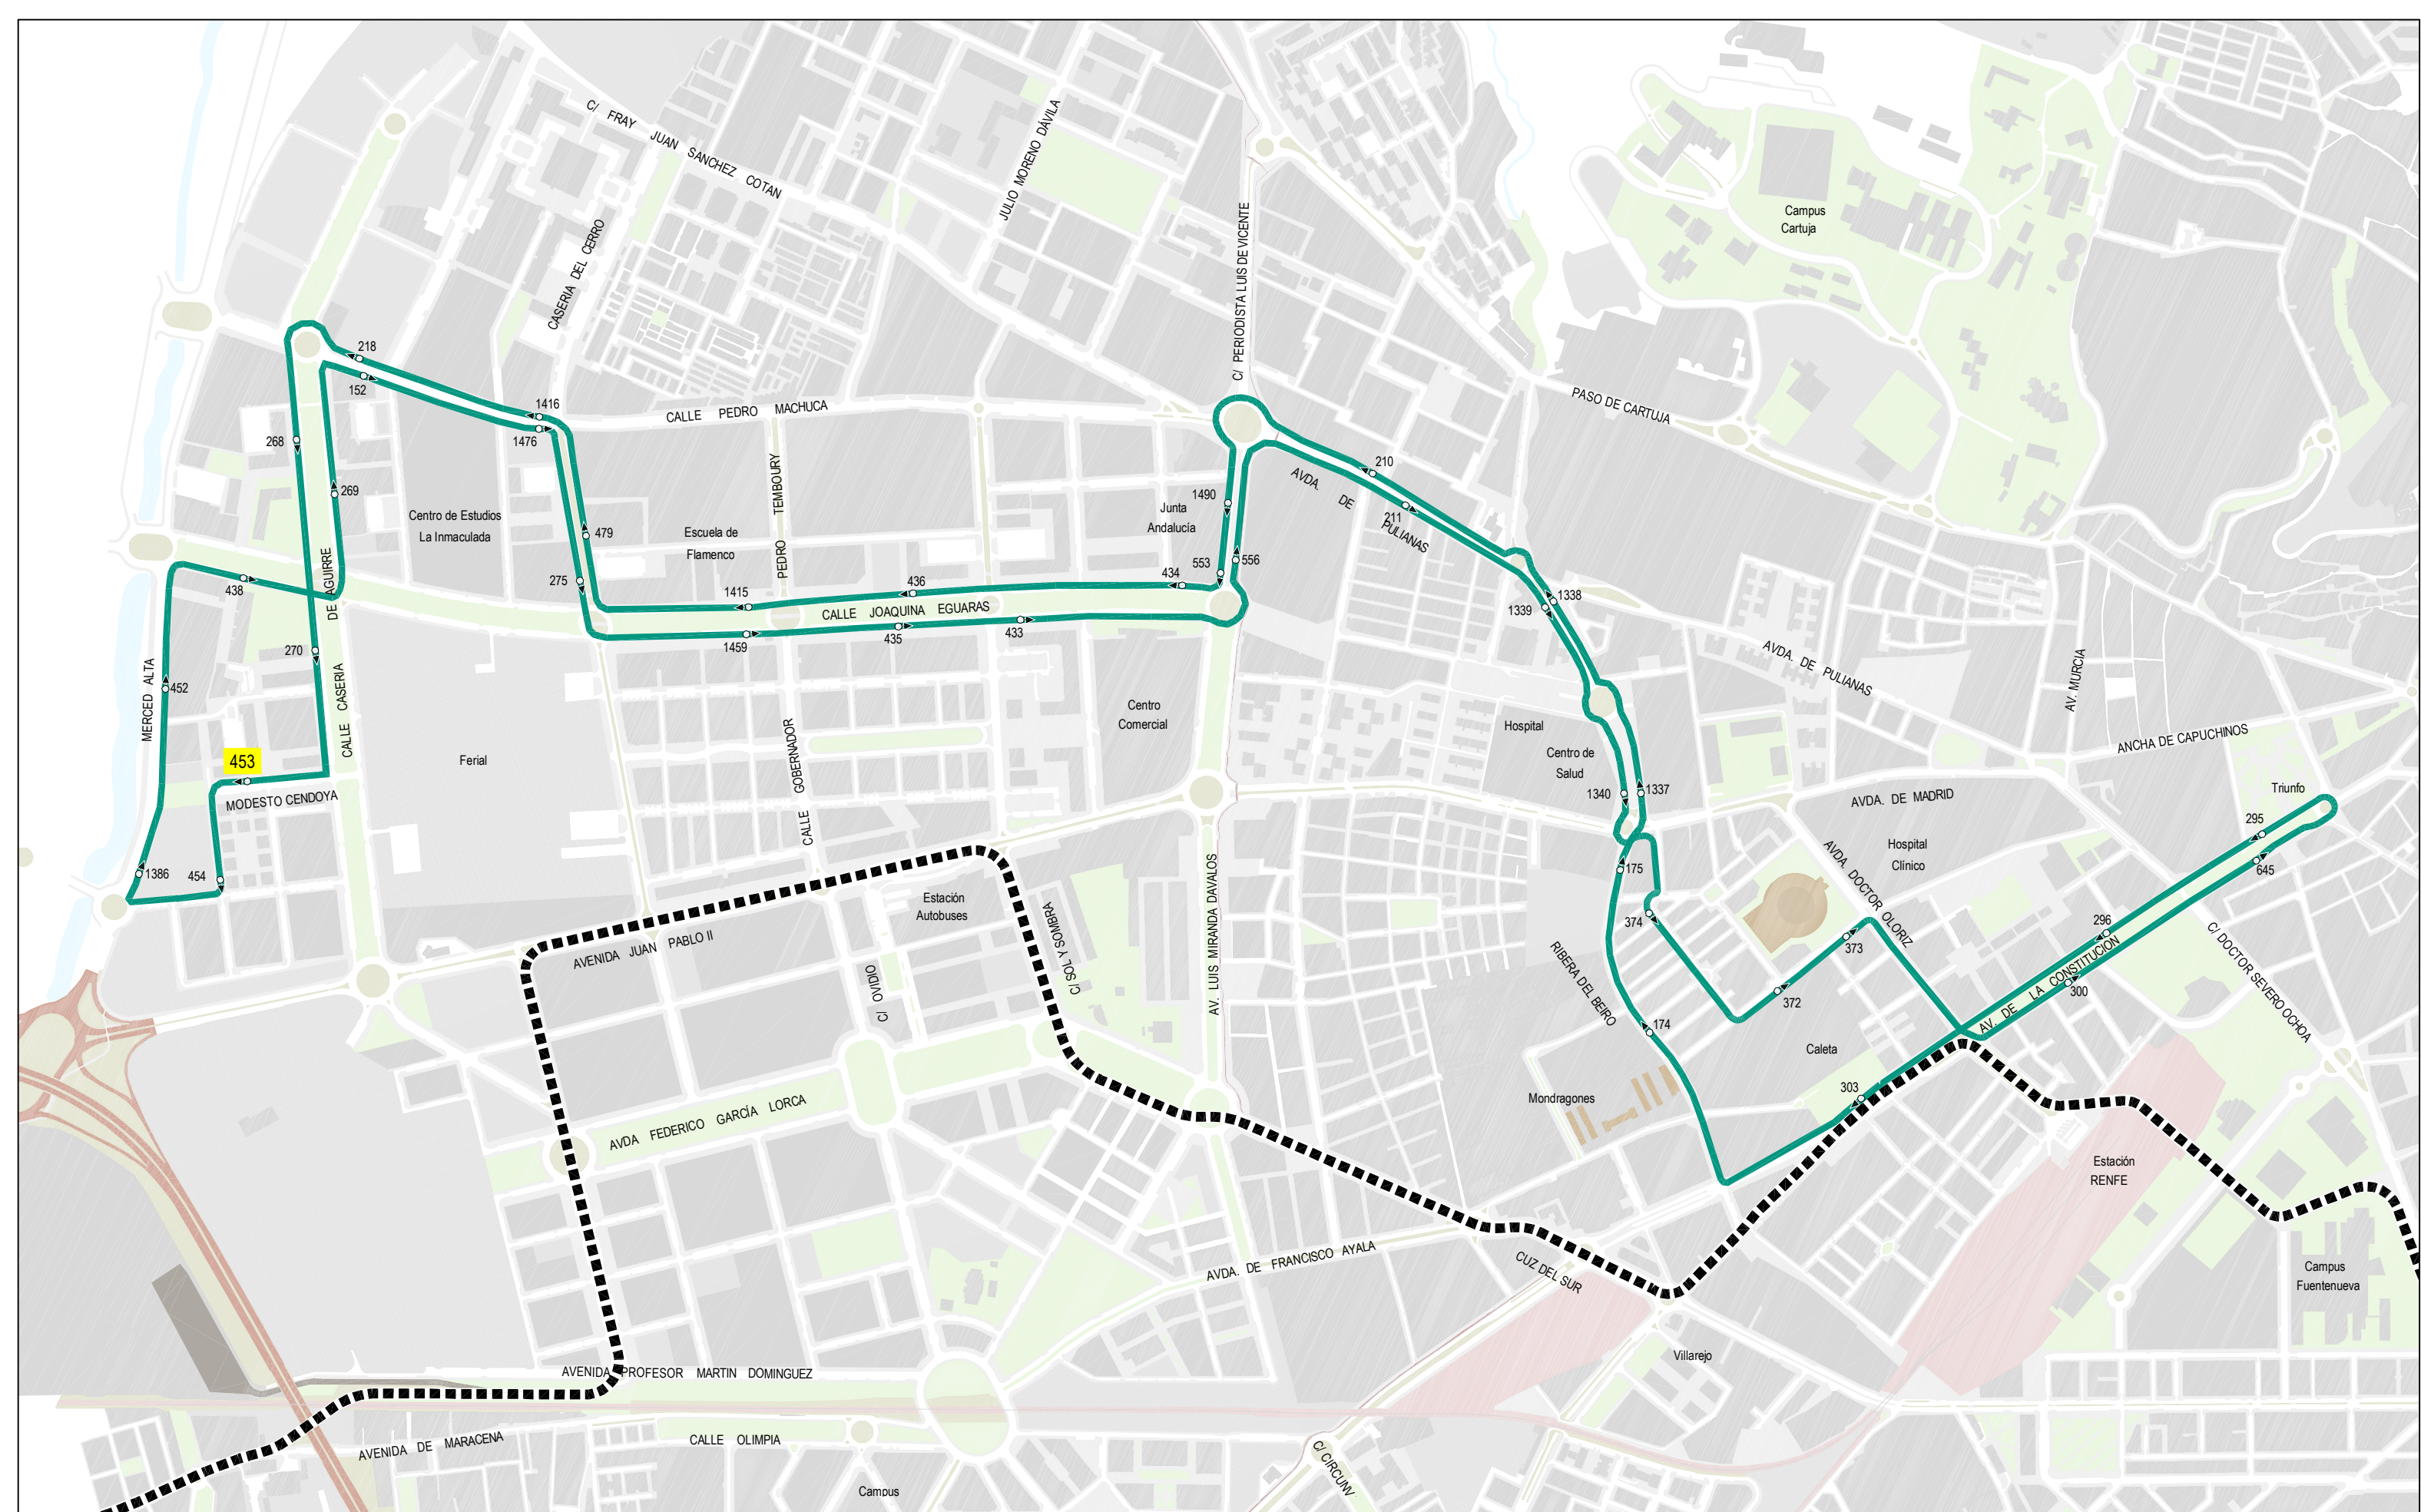 C/ FRAY JUAN SANCHEZ COTAN
JULIO MORENO DÁVILA
CASERIA DEL CERRO
C/ PERIODISTA LUIS DE VICENTE
Campus
Cartuja
218
152
1416
1476
CALLE PEDRO MACHUCA
PASO DE CARTUJA
268
269
210
211
AVDA. DE PULIANAS
1490
Junta
Andalucía
Centro de Estudios
La Inmaculada
479
Escuela de
Flamenco
PEDRO TEMBOURY
553
556
434
436
1415
275
438
DE AGUIRRE
CALLE JOAQUINA EGUARAS
1459
435
433
1338
1339
270
452
MERCED ALTA
CALLE CASERIA
AVDA. DE PULIANAS
AV. MURCIA
ANCHA DE CAPUCHINOS
Centro
Comercial
Hospital
Centro de
Salud
453
MODESTO CENDOYA
Ferial
CALLE GOBERNADOR
1340
1337
AVDA. DE MADRID
Triunfo
295
645
Hospital
Clínico
AVDA. DOCTOR OLORIZ
1386
454
175
374
373
372
296
300
AV. DE LA CONSTITUCION
C/ DOCTOR SEVERO OCHOA
Estación
Autobuses
AVENIDA JUAN PABLO II
C/ OVIDIO
C/ SOL Y SOMBRA
AV. LUIS MIRANDA DAVALOS
RIBERA DEL BEIRO
174
Caleta
303
Mondragones
AVDA FEDERICO GARCÍA LORCA
Estación
RENFE
AVDA. DE FRANCISCO AYALA
CUZ DEL SUR
Campus
Fuentenueva
Villarejo
AVENIDA PROFESOR MARTIN DOMINGUEZ
AVENIDA DE MARACENA
CALLE OLIMPIA
C/ CIRCUNV
Campus